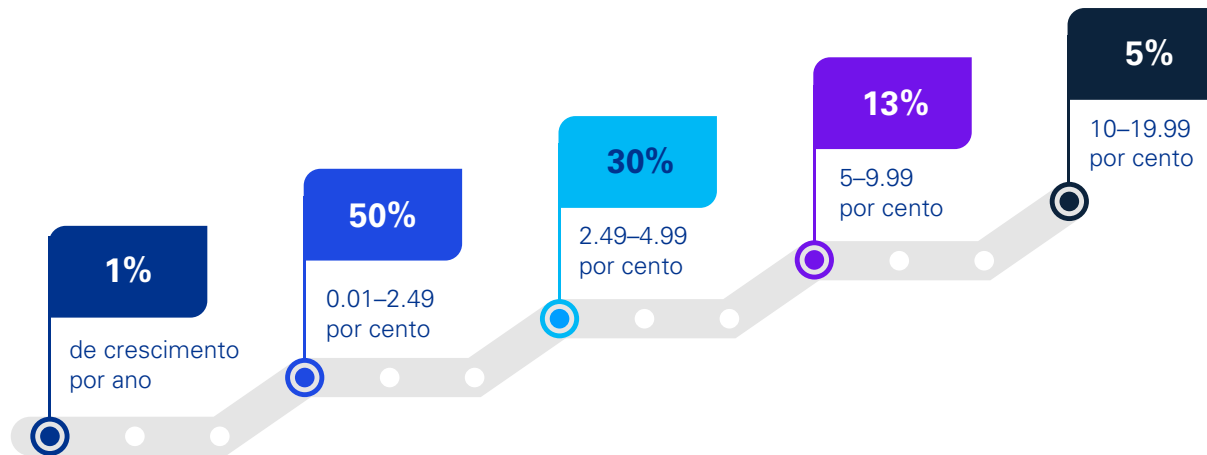 1%
de crescimento
por ano
50%
0.01–2.49
por cento
30%
2.49–4.99
por cento
13%
5–9.99
por cento
5%
10–19.99
por cento